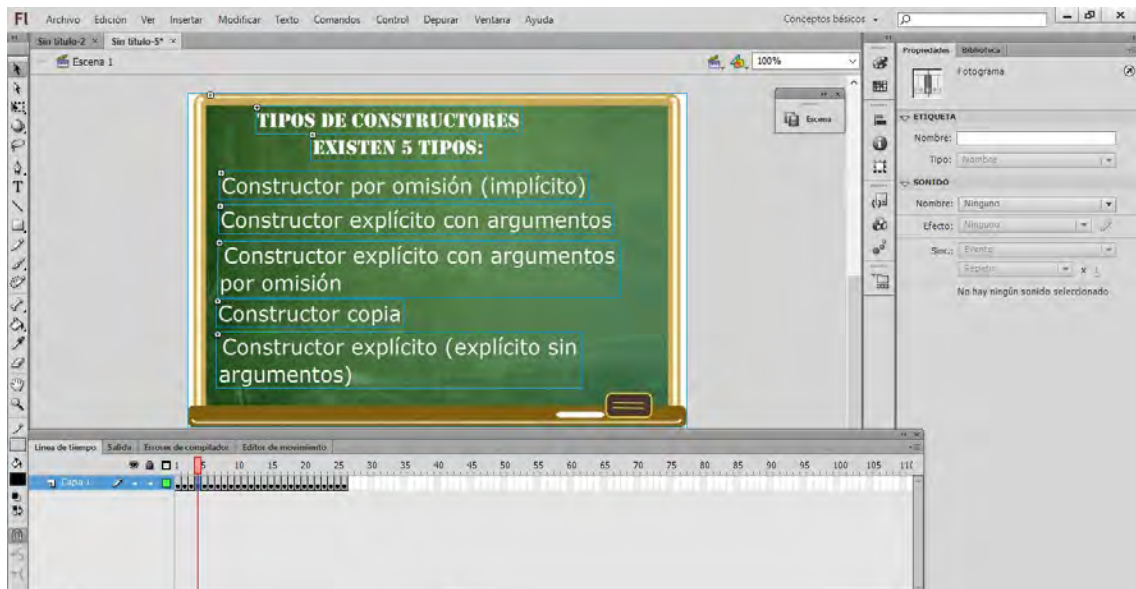 Fl Archivo Edición Ver Insertar Modificar Texto Comandos Control Depurar Ventana Ayuda Conceptos básicos
Sin título-2 × Sin título-5* ×
Escena 1 100%
TIPOS DE CONSTRUCTORES
EXISTEN 5 TIPOS:
Constructor por omisión (implícito)
Constructor explícito con argumentos
Constructor explícito con argumentos
por omisión
Constructor copia
Constructor explícito (explícito sin
argumentos)
Escena
Propiedades Biblioteca
Fotograma
ETIQUETA
Nombre:
Tipo: Nombre
SONIDO
Nombre: Ninguno
Efecto: Ninguno
Sinc.: Evento
Repetir x 1
No hay ningún sonido seleccionado
Línea de tiempo Salida Errores de compilador Editor de movimiento
1 5 10 15 20 25 30 35 40 45 50 55 60 65 70 75 80 85 90 95 100 105
Capa 1